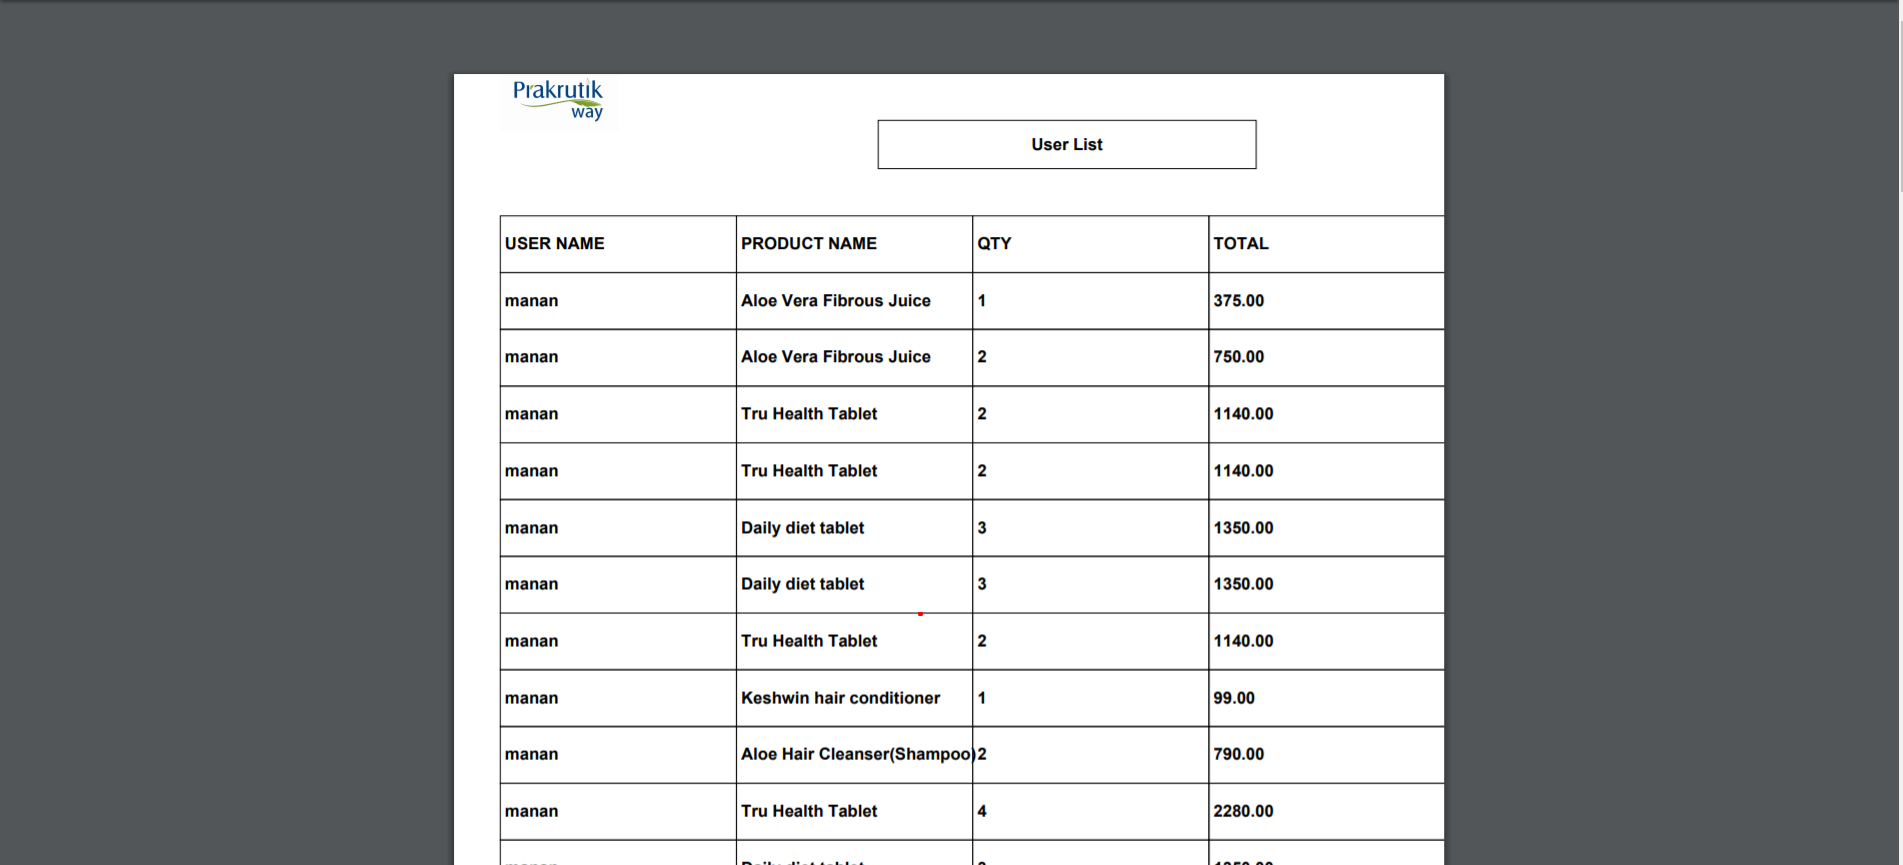 Prakrutik
way
User List
USER NAME PRODUCT NAME QTY TOTAL
manan Aloe Vera Fibrous Juice 1 375.00
manan Aloe Vera Fibrous Juice 2 750.00
manan Tru Health Tablet 2 1140.00
manan Tru Health Tablet 2 1140.00
manan Daily diet tablet 3 1350.00
manan Daily diet tablet 3 1350.00
manan Tru Health Tablet 2 1140.00
manan Keshwin hair conditioner 1 99.00
manan Aloe Hair Cleanser(Shampoo) 2 790.00
manan Tru Health Tablet 4 2280.00